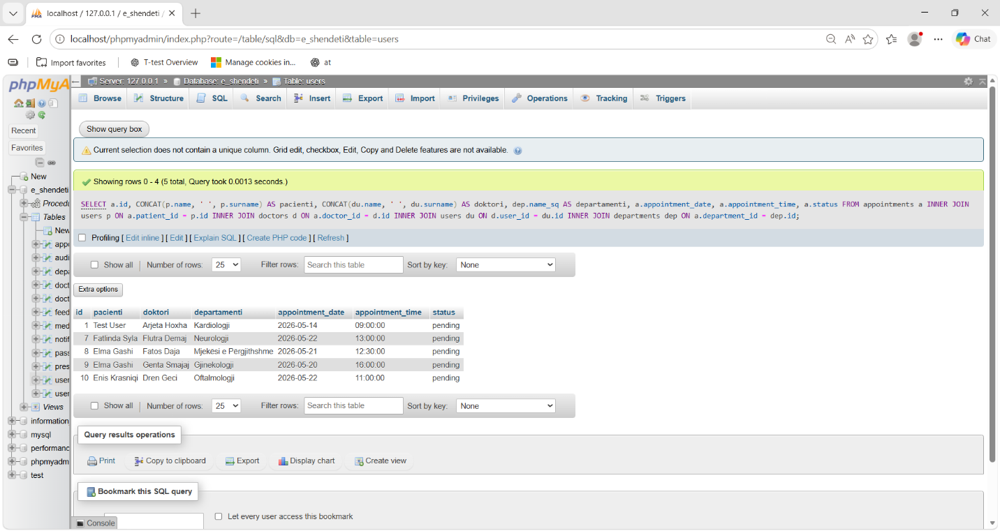 localhost / 127.0.0.1 / e_shendeti /
localhost/phpmyadmin/index.php?route=/table/sql&db=e_shendeti&table=users
Chat
Import favorites
T-test Overview
Manage cookies in...
at
phpMyA
Server: 127.0.0.1 » Database: e_shendeti » Table: users
Browse Structure SQL Search Insert Export Import Privileges Operations Tracking Triggers
Recent
Favorites
New
e_shendeti
Procedu
Tables
New
appo
audi
depa
doct
doct
feed
med
notif
pass
pres
user
user
Views
information
mysql
performanc
phpmyadm
test
Show query box
Current selection does not contain a unique column. Grid edit, checkbox, Edit, Copy and Delete features are not available.
Showing rows 0 - 4 (5 total, Query took 0.0013 seconds.)
SELECT a.id, CONCAT(p.name, ' ', p.surname) AS pacienti, CONCAT(du.name, ' ', du.surname) AS doktori, dep.name_sq AS departamenti, a.appointment_date, a.appointment_time, a.status FROM appointments a INNER JOIN
users p ON a.patient_id = p.id INNER JOIN doctors d ON a.doctor_id = d.id INNER JOIN users du ON d.user_id = du.id INNER JOIN departments dep ON a.department_id = dep.id;
Profiling [ Edit inline ] [ Edit ] [ Explain SQL ] [ Create PHP code ] [ Refresh ]
Show all Number of rows: 25 Filter rows: Search this table Sort by key: None
Extra options
id pacienti doktori departamenti appointment_date appointment_time status
1 Test User Arjeta Hoxha Kardiologji 2026-05-14 09:00:00 pending
7 Fatlinda Syla Flutra Demaj Neurologji 2026-05-22 13:00:00 pending
8 Elma Gashi Fatos Daja Mjekësi e Përgjithshme 2026-05-21 12:30:00 pending
9 Elma Gashi Genta Smajaj Gjinekologji 2026-05-20 16:00:00 pending
10 Enis Krasniqi Dren Geci Oftalmologji 2026-05-22 11:00:00 pending
Show all Number of rows: 25 Filter rows: Search this table Sort by key: None
Query results operations
Print Copy to clipboard Export Display chart Create view
Bookmark this SQL query
Let every user access this bookmark
Console